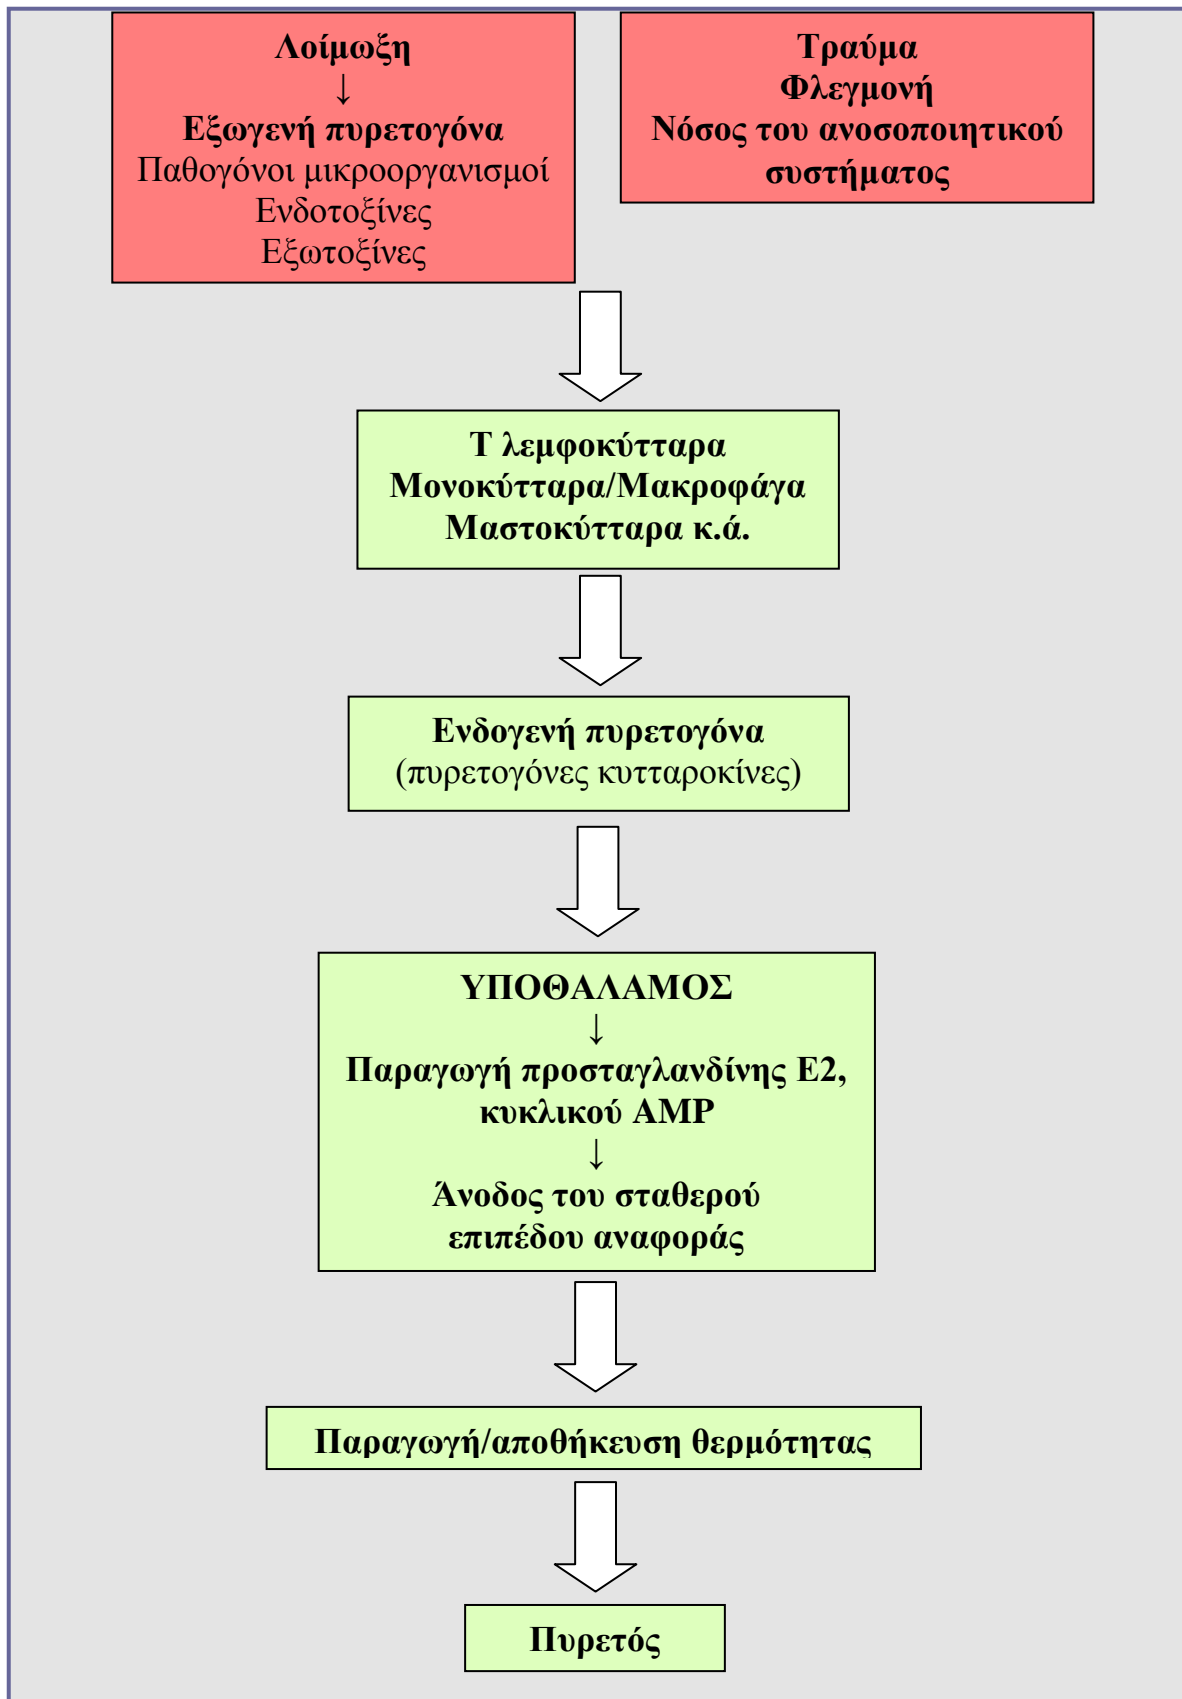 Λοίμωξη
↓
Εξωγενή πυρετογόνα
Παθογόνοι μικροοργανισμοί
Ενδοτοξίνες
Εξωτοξίνες
Τραύμα
Φλεγμονή
Νόσος του ανοσοποιητικού
συστήματος
Τ λεμφοκύτταρα
Μονοκύτταρα/Μακροφάγα
Μαστοκύτταρα κ.ά.
Ενδογενή πυρετογόνα
(πυρετογόνες κυτταροκίνες)
ΥΠΟΘΑΛΑΜΟΣ
↓
Παραγωγή προσταγλανδίνης Ε2,
κυκλικού ΑΜΡ
↓
Άνοδος του σταθερού
επιπέδου αναφοράς
Παραγωγή/αποθήκευση θερμότητας
Πυρετός